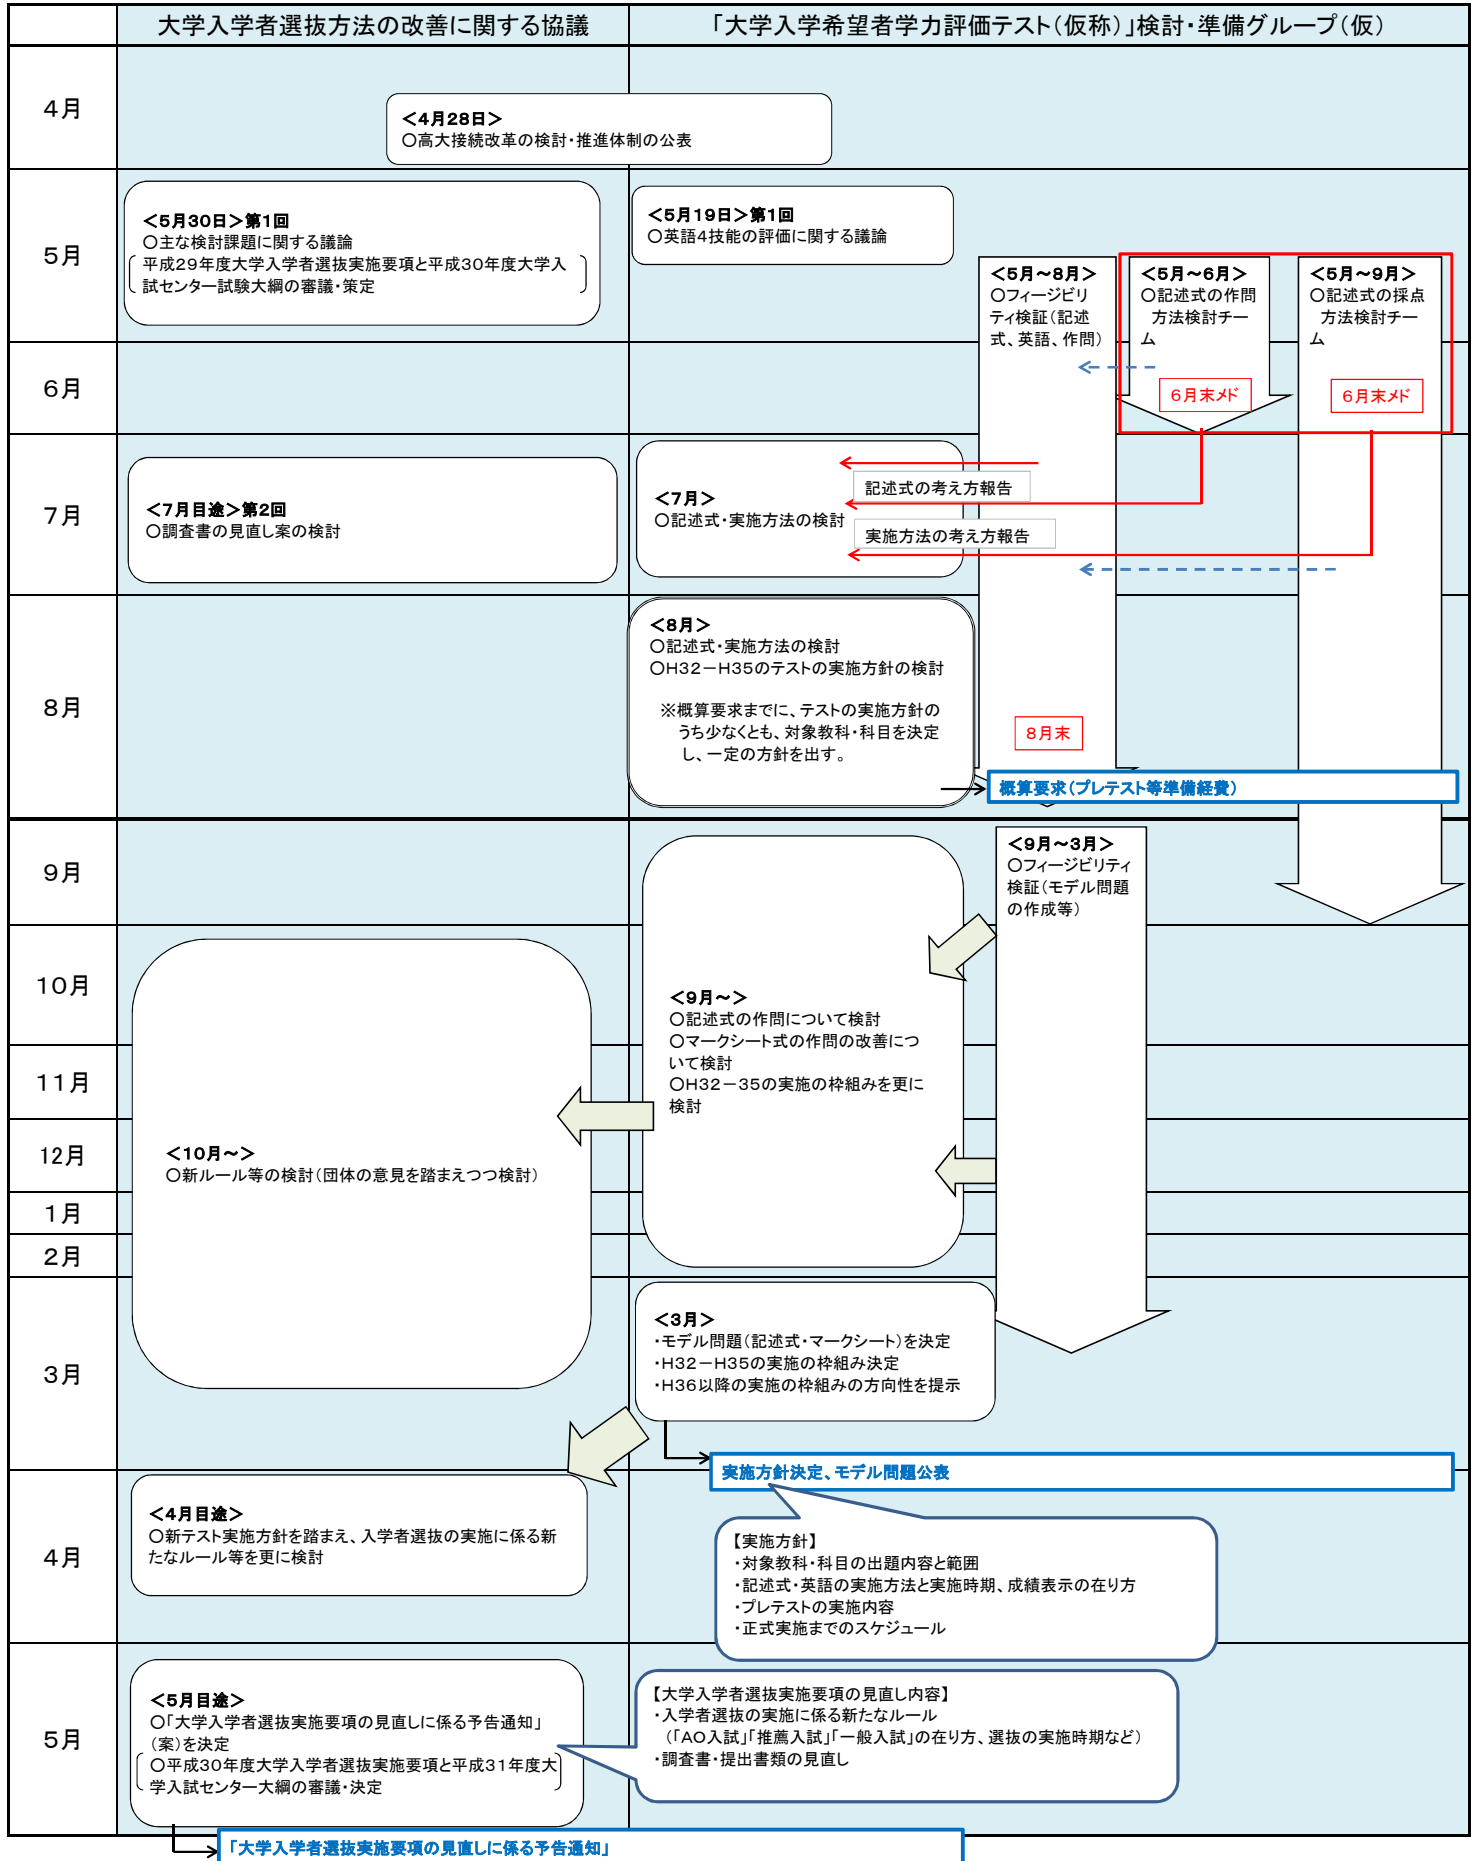 大学入学者選抜方法の改善に関する協議
「大学入学希望者学力評価テスト(仮称)」検討・準備グループ(仮)
4月
＜4月28日＞
○高大接続改革の検討・推進体制の公表
5月
＜5月30日＞第1回
○主な検討課題に関する議論
平成29年度大学入学者選抜実施要項と平成30年度大学入
試センター試験大綱の審議・策定
＜5月19日＞第1回
○英語4技能の評価に関する議論
＜5月～8月＞
○フィージビリ
ティ検証(記述
式、英語、作問)
＜5月～6月＞
○記述式の作問
方法検討チー
ム
＜5月～9月＞
○記述式の採点
方法検討チー
ム
6月
6月末メド
6月末メド
7月
＜7月目途＞第2回
○調査書の見直し案の検討
＜7月＞
○記述式・実施方法の検討
記述式の考え方報告
実施方法の考え方報告
8月
＜8月＞
○記述式・実施方法の検討
○H32－H35のテストの実施方針の検討
※概算要求までに、テストの実施方針の
うち少なくとも、対象教科・科目を決定
し、一定の方針を出す。
8月末
概算要求(プレテスト等準備経費)
9月
＜9月～3月＞
○フィージビリティ
検証(モデル問題
の作成等)
10月
＜9月～＞
○記述式の作問について検討
○マークシート式の作問の改善につ
いて検討
○H32－35の実施の枠組みを更に
検討
11月
12月
＜10月～＞
○新ルール等の検討(団体の意見を踏まえつつ検討)
1月
2月
3月
＜3月＞
・モデル問題(記述式・マークシート)を決定
・H32－H35の実施の枠組み決定
・H36以降の実施の枠組みの方向性を提示
実施方針決定、モデル問題公表
4月
＜4月目途＞
○新テスト実施方針を踏まえ、入学者選抜の実施に係る新
たなルール等を更に検討
【実施方針】
・対象教科・科目の出題内容と範囲
・記述式・英語の実施方法と実施時期、成績表示の在り方
・プレテストの実施内容
・正式実施までのスケジュール
5月
＜5月目途＞
○「大学入学者選抜実施要項の見直しに係る予告通知」
(案)を決定
○平成30年度大学入学者選抜実施要項と平成31年度大
学入試センター大綱の審議・決定
【大学入学者選抜実施要項の見直し内容】
・入学者選抜の実施に係る新たなルール
(「AO入試」「推薦入試」「一般入試」の在り方、選抜の実施時期など)
・調査書・提出書類の見直し
「大学入学者選抜実施要項の見直しに係る予告通知」